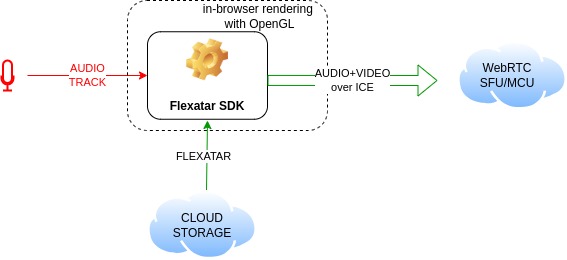 in-browser rendering
with OpenGL
AUDIO
TRACK
Flexatar SDK
AUDIO+VIDEO
over ICE
WebRTC
SFU/MCU
FLEXATAR
CLOUD
STORAGE